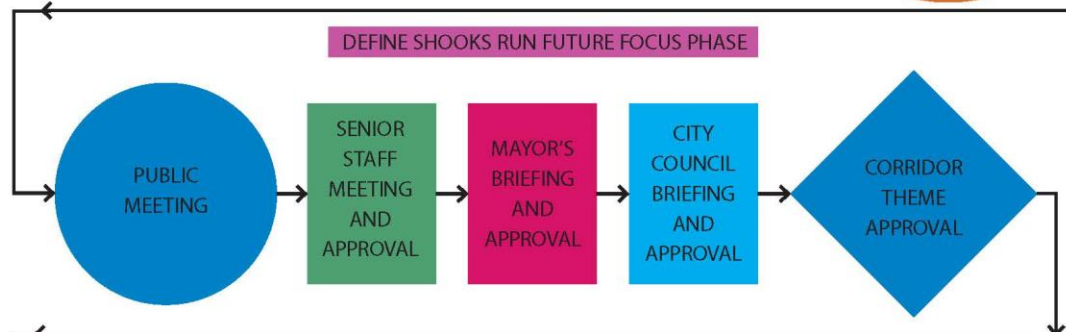 DEFINE SHOOKS RUN FUTURE FOCUS PHASE
PUBLIC
MEETING
SENIOR
STAFF
MEETING
AND
APPROVAL
MAYOR'S
BRIEFING
AND
APPROVAL
CITY
COUNCIL
BRIEFING
AND
APPROVAL
CORRIDOR
THEME
APPROVAL